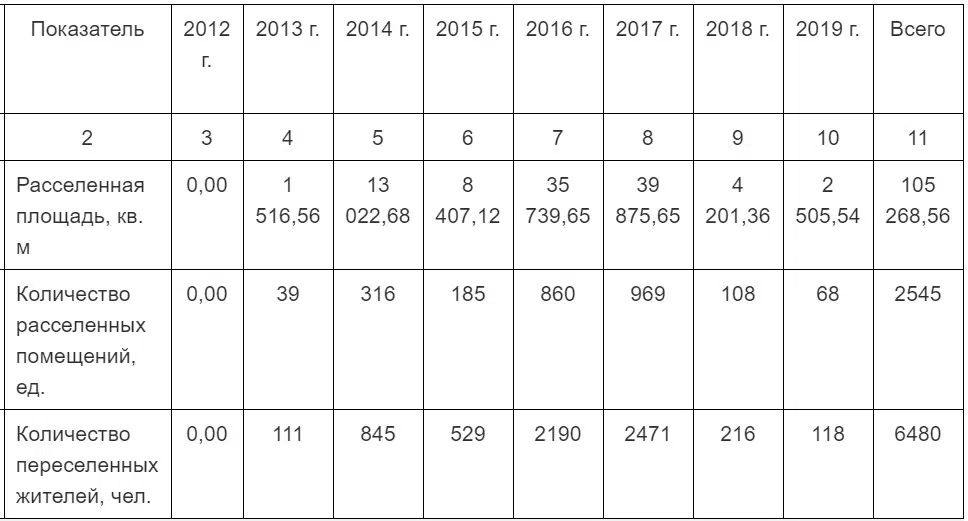 Показатель 2012 2013 г. 2014 г. 2015 г. 2016 г. 2017 г. 2018 г. 2019 г. Всего
г.
2 3 4 5 6 7 8 9 10 11
Расселенная 0,00 1 13 8 35 39 4 2 105
площадь, кв. 516,56 022,68 407,12 739,65 875,65 201,36 505,54 268,56
м
Количество 0,00 39 316 185 860 969 108 68 2545
расселенных
помещений,
ед.
Количество 0,00 111 845 529 2190 2471 216 118 6480
переселенных
жителей, чел.